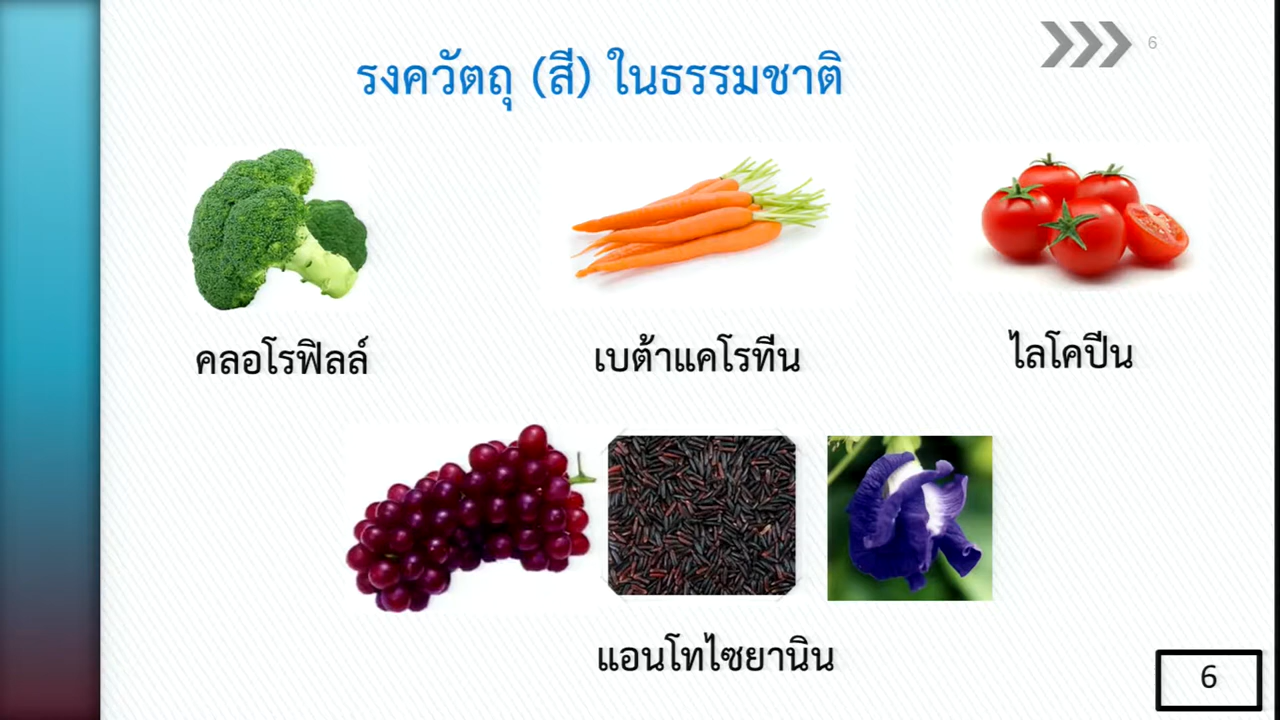 6
รงควัตถุ (สี) ในธรรมชาติ
คลอโรฟิลล์
เบต้าแคโรทีน
ไลโคปีน
แอนโทไซยานิน
6